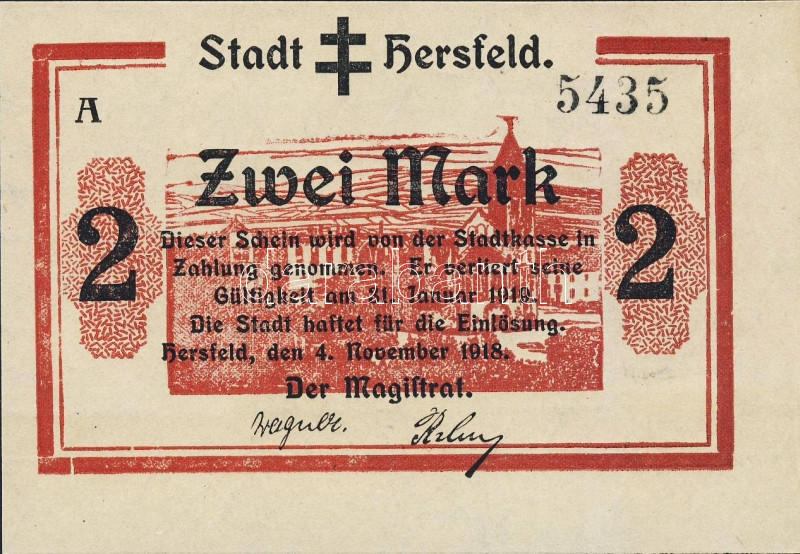 Stadt Hersfeld.
A 5435
Zwei Mark
2 2
Dieser Schein wird von der Stadtkasse in
Zahlung genommen. Er verliert seine
Gültigkeit am 31. Januar 1919.
Die Stadt haftet für die Einlösung.
Hersfeld, den 4. November 1918.
Der Magistrat.